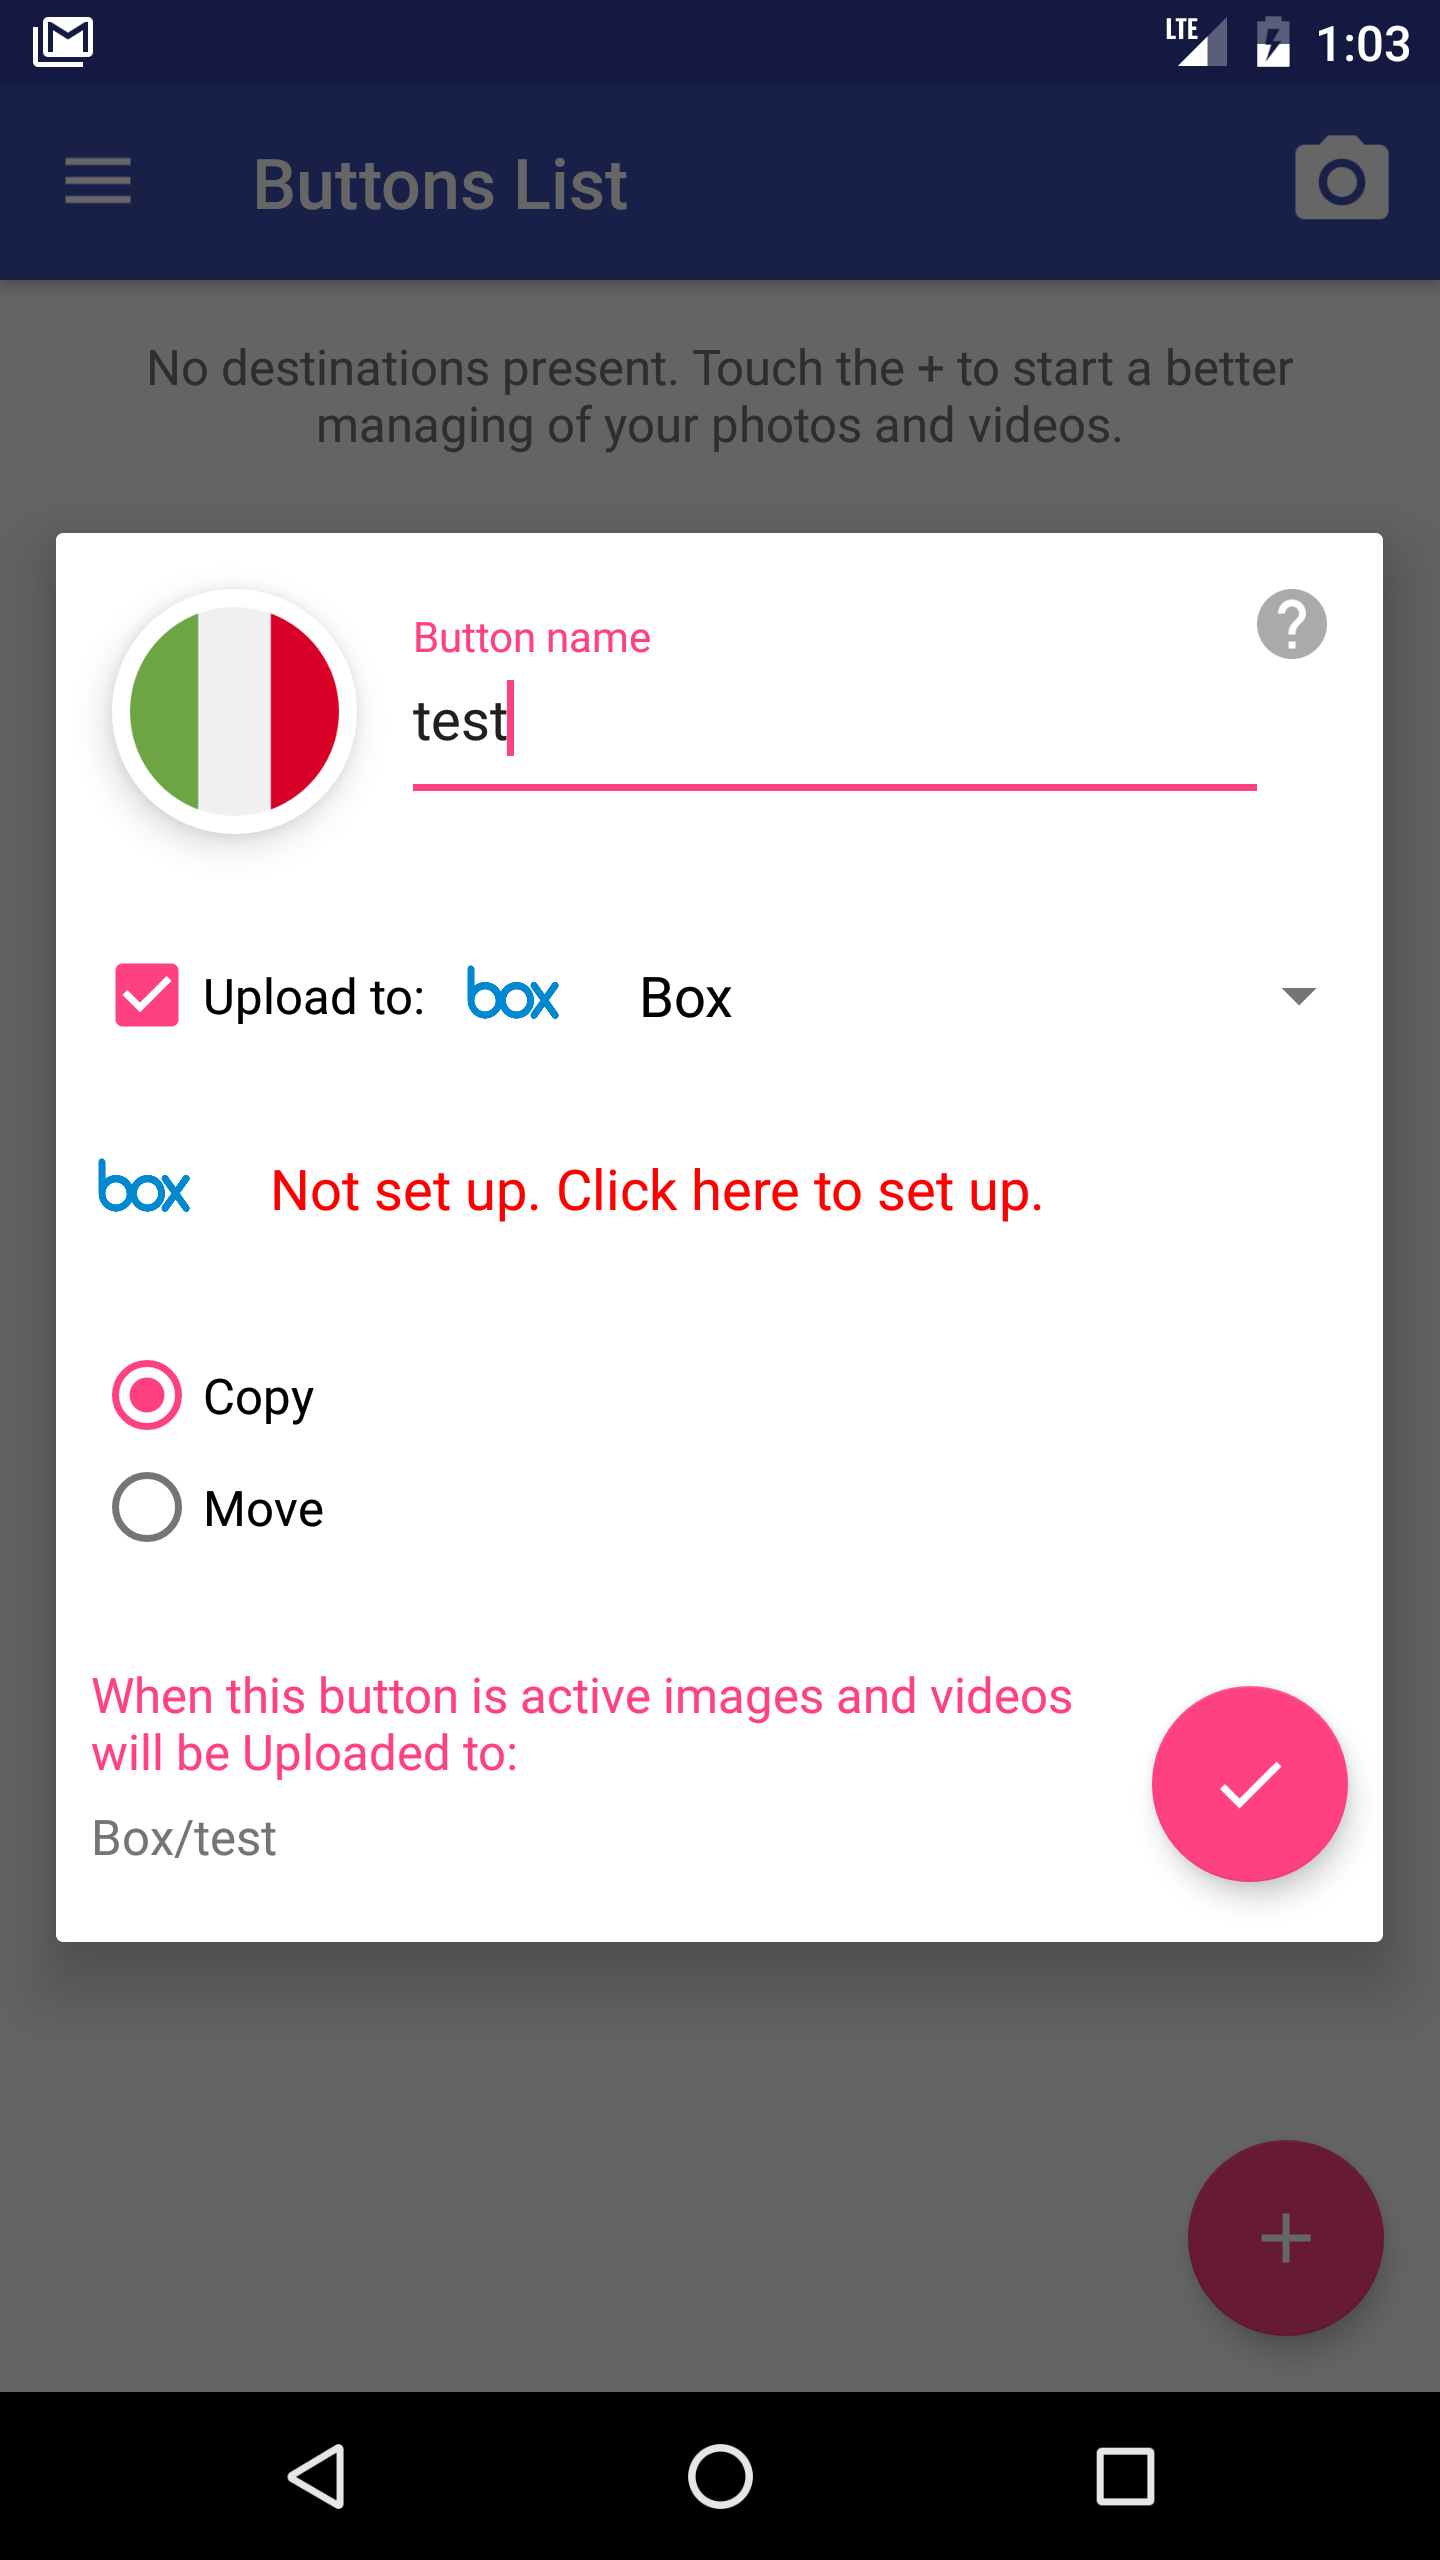 LTE 1:03
Buttons List
No destinations present. Touch the + to start a better
managing of your photos and videos.
Button name
?
test
Upload to: box Box
box Not set up. Click here to set up.
Copy
Move
When this button is active images and videos
will be Uploaded to:
Box/test